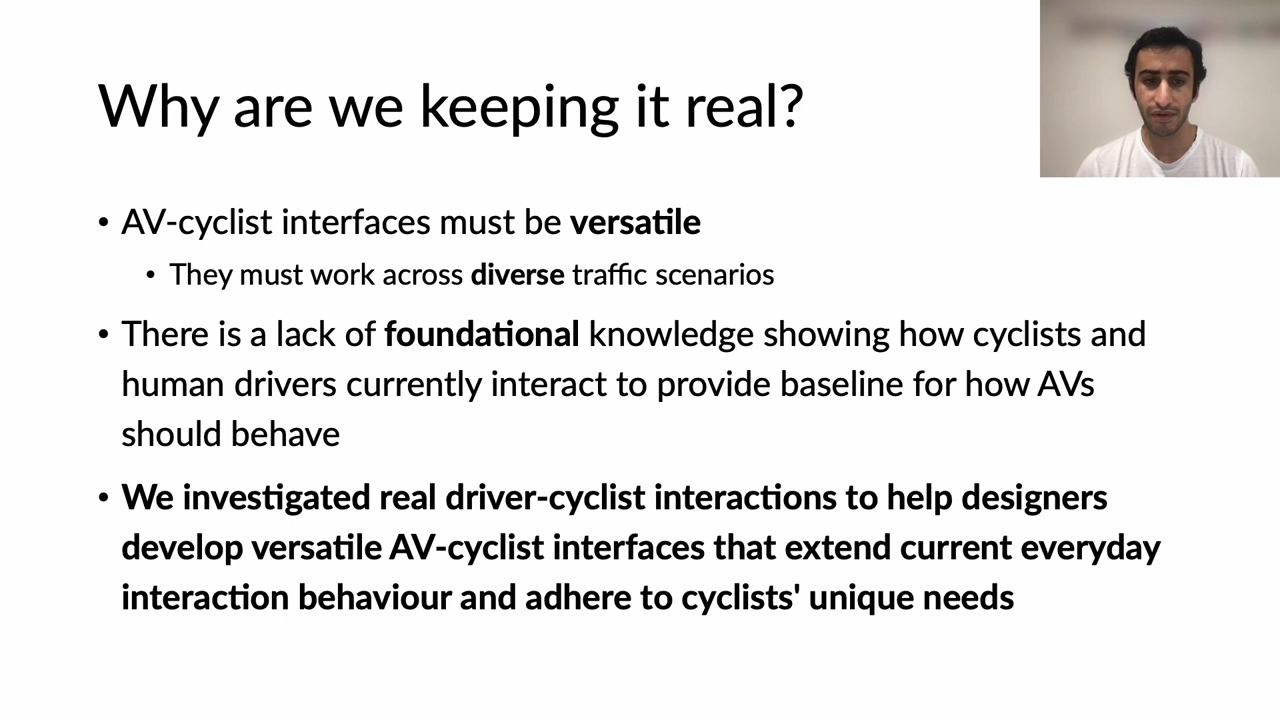 Why are we keeping it real?
• AV-cyclist interfaces must be versatile
• They must work across diverse traffic scenarios
• There is a lack of foundational knowledge showing how cyclists and
human drivers currently interact to provide baseline for how AVs
should behave
• We investigated real driver-cyclist interactions to help designers
develop versatile AV-cyclist interfaces that extend current everyday
interaction behaviour and adhere to cyclists' unique needs